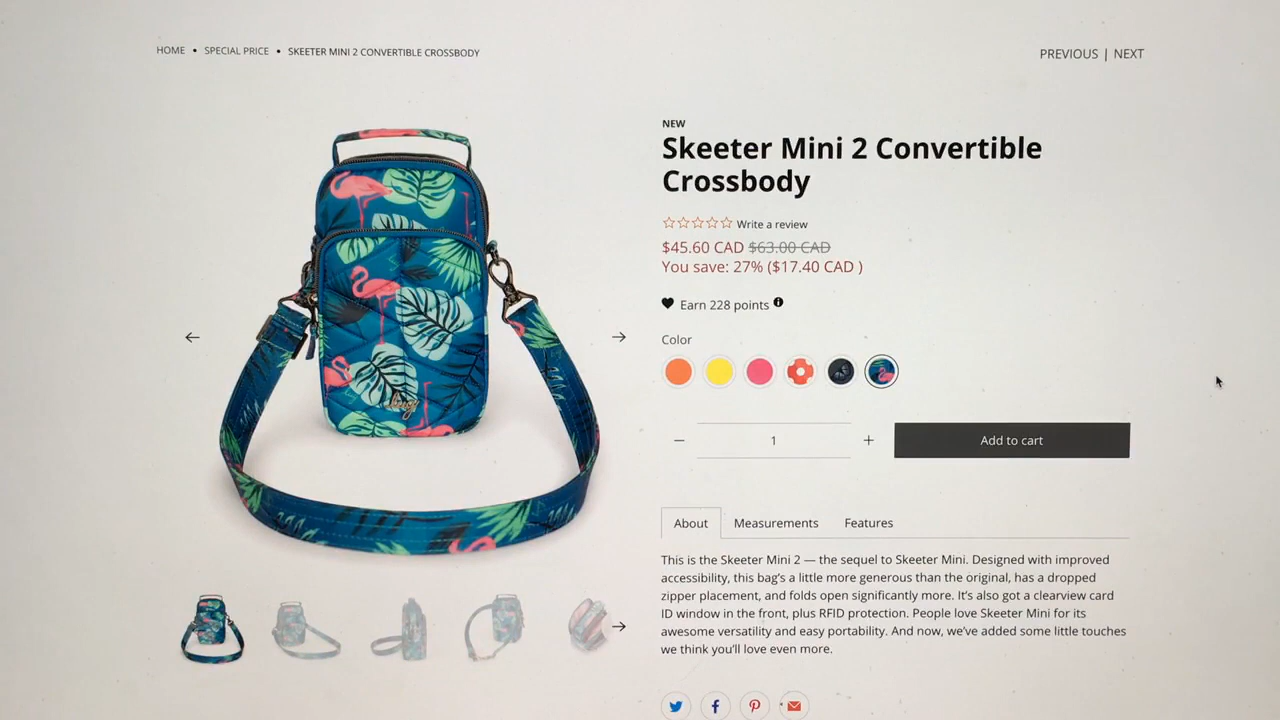 HOME • SPECIAL PRICE • SKEETER MINI 2 CONVERTIBLE CROSSBODY
PREVIOUS | NEXT
NEW
Skeeter Mini 2 Convertible
Crossbody
Write a review
$45.60 CAD $63.00 CAD
You save: 27% ($17.40 CAD )
Earn 228 points
Color
1
Add to cart
About
Measurements
Features
This is the Skeeter Mini 2 — the sequel to Skeeter Mini. Designed with improved
accessibility, this bag's a little more generous than the original, has a dropped
zipper placement, and folds open significantly more. It's also got a clearview card
ID window in the front, plus RFID protection. People love Skeeter Mini for its
awesome versatility and easy portability. And now, we've added some little touches
we think you'll love even more.